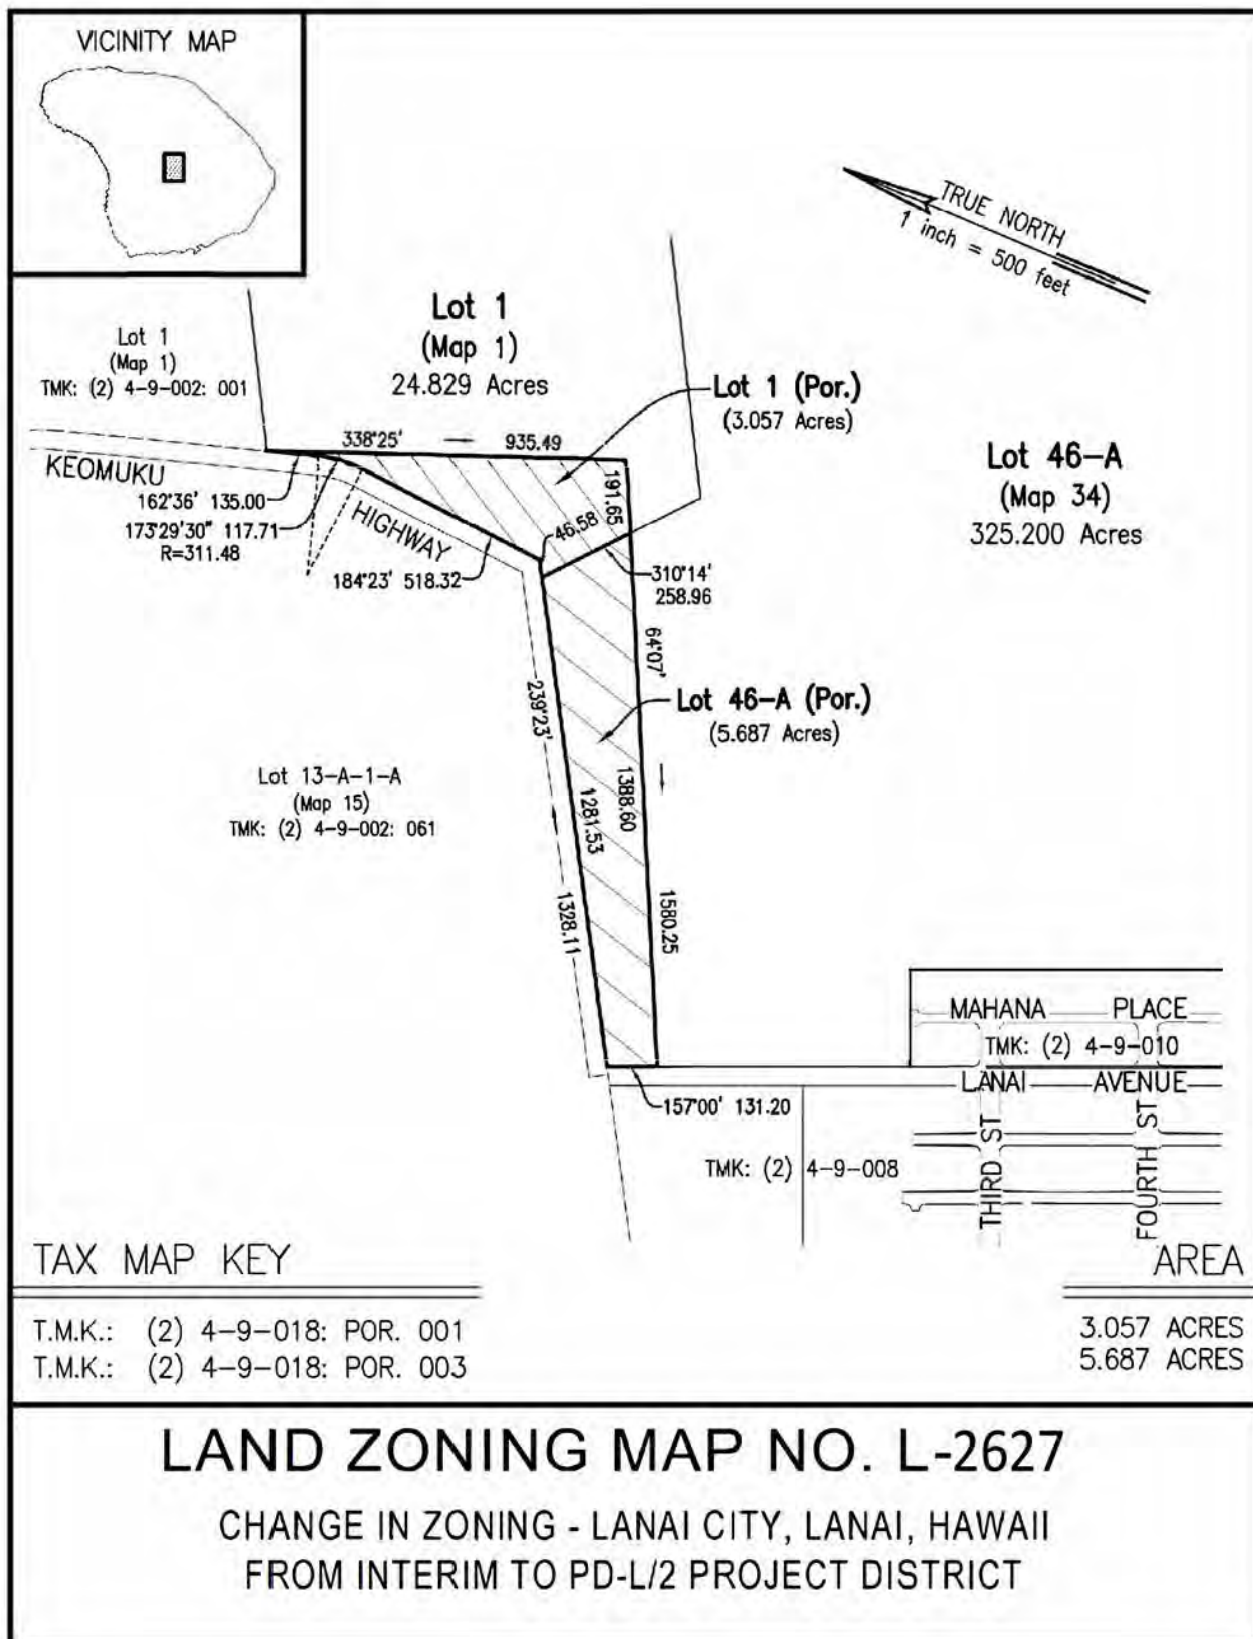 VICINITY MAP
TRUE NORTH
1 inch = 500 feet
Lot 1
(Map 1)
TMK: (2) 4-9-002: 001
Lot 1
(Map 1)
24.829 Acres
Lot 1 (Por.)
(3.057 Acres)
Lot 46-A
(Map 34)
325.200 Acres
338°25' 935.49
KEOMUKU
HIGHWAY
162°36' 135.00
173°29'30" 117.71
R=311.48
184°23' 518.32
191.65
46.58
310°14'
258.96
64°07'
Lot 46-A (Por.)
(5.687 Acres)
239°23'
1388.60
1281.53
1328.11
1580.25
Lot 13-A-1-A
(Map 15)
TMK: (2) 4-9-002: 061
MAHANA PLACE
TMK: (2) 4-9-010
LANAI AVENUE
157°00' 131.20
TMK: (2) 4-9-008
THIRD ST
FOURTH ST
TAX MAP KEY
AREA
T.M.K.: (2) 4-9-018: POR. 001
3.057 ACRES
T.M.K.: (2) 4-9-018: POR. 003
5.687 ACRES
LAND ZONING MAP NO. L-2627
CHANGE IN ZONING - LANAI CITY, LANAI, HAWAII
FROM INTERIM TO PD-L/2 PROJECT DISTRICT